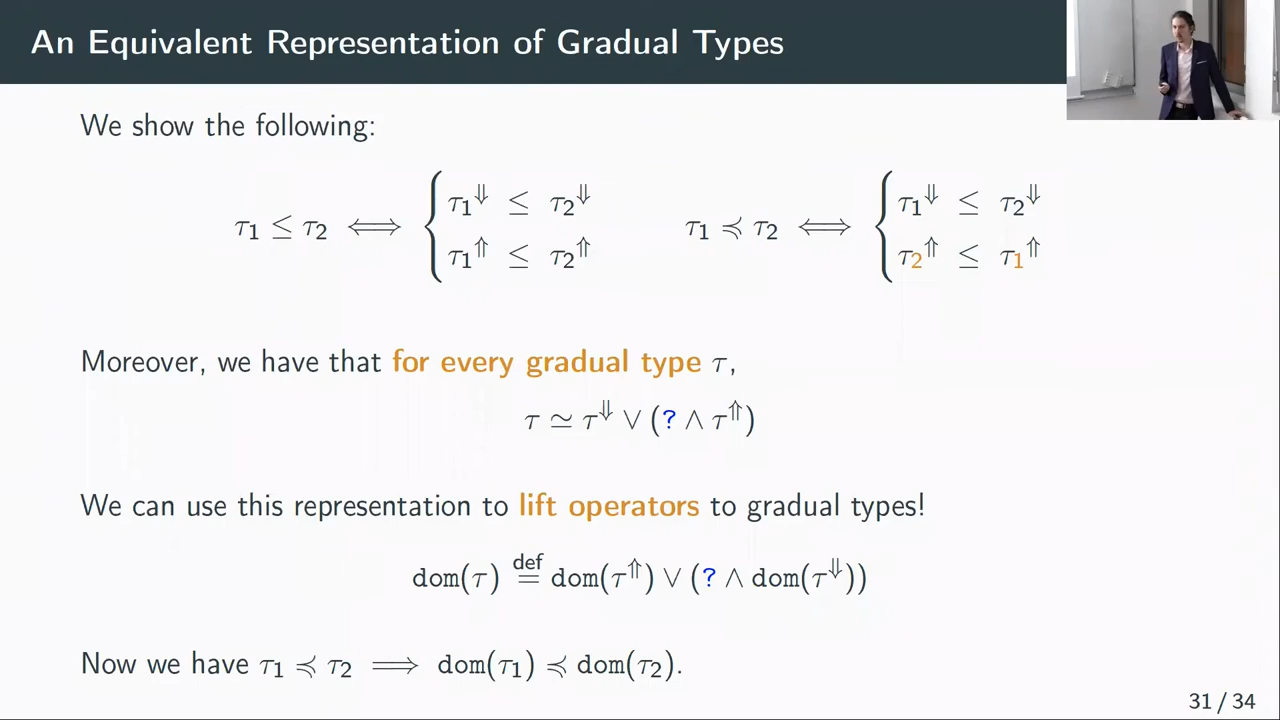 An Equivalent Representation of Gradual Types
We show the following:
τ₁ ≤ τ₂ ⟺ { τ₁⇓ ≤ τ₂⇓ τ₁⇑ ≤ τ₂⇑ τ₁ ≼ τ₂ ⟺ { τ₁⇓ ≤ τ₂⇓ τ₂⇑ ≤ τ₁⇑
Moreover, we have that for every gradual type τ,
τ ≃ τ⇓ ∨ (? ∧ τ⇑)
We can use this representation to lift operators to gradual types!
dom(τ) def= dom(τ⇑) ∨ (? ∧ dom(τ⇓))
Now we have τ₁ ≼ τ₂ ⟹ dom(τ₁) ≼ dom(τ₂).
31 / 34